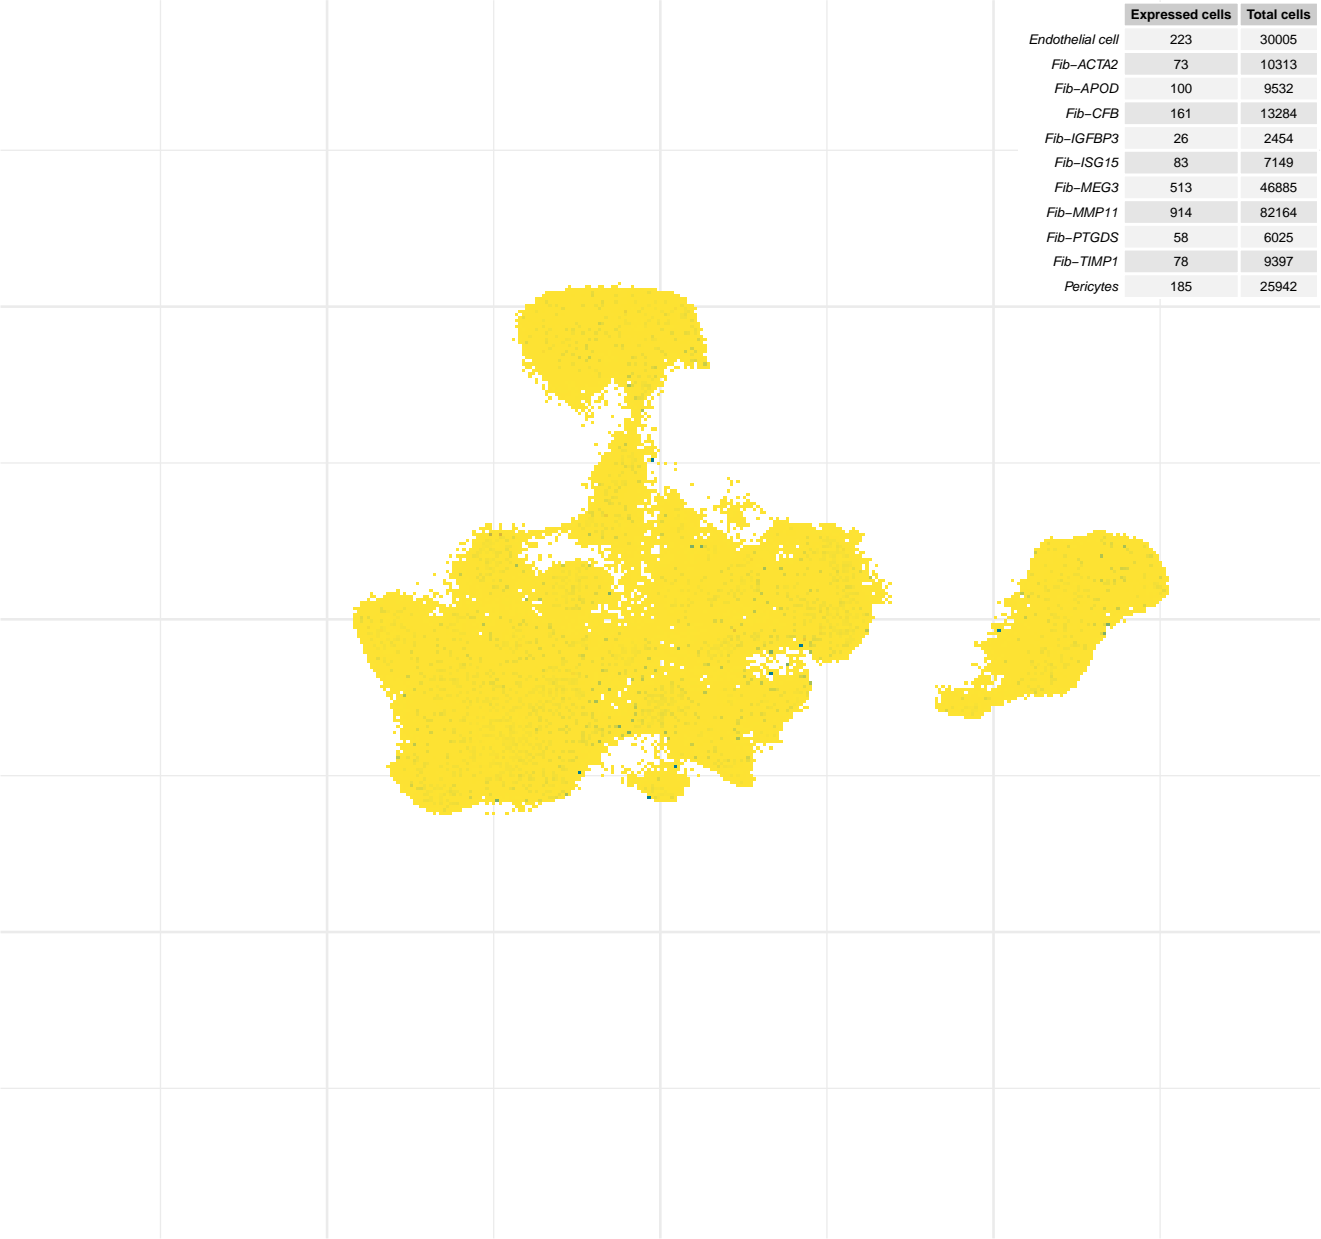 Expressed cells Total cells
Endothelial cell 223 30005
Fib−ACTA2 73 10313
Fib−APOD 100 9532
Fib−CFB 161 13284
Fib−IGFBP3 26 2454
Fib−ISG15 83 7149
Fib−MEG3 513 46885
Fib−MMP11 914 82164
Fib−PTGDS 58 6025
Fib−TIMP1 78 9397
Pericytes 185 25942